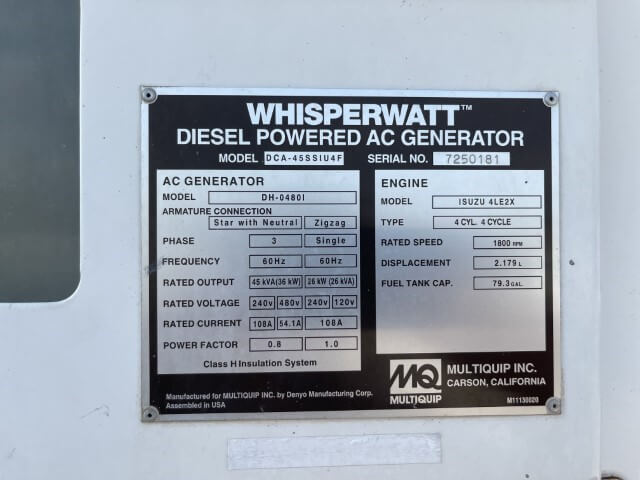 WHISPERWATT™
DIESEL POWERED AC GENERATOR
MODEL DCA-45SSIU4F SERIAL NO. 7250181
AC GENERATOR
MODEL DH-0480I
ARMATURE CONNECTION
Star with Neutral Zigzag
PHASE 3 Single
FREQUENCY 60Hz 60Hz
RATED OUTPUT 45 kVA(36 kW) 26 kW (26 kVA)
RATED VOLTAGE 240v 480v 240v 120v
RATED CURRENT 108A 54.1A 108A
POWER FACTOR 0.8 1.0
Class H Insulation System
ENGINE
MODEL ISUZU 4LE2X
TYPE 4 CYL. 4 CYCLE
RATED SPEED 1800 RPM
DISPLACEMENT 2.179 L
FUEL TANK CAP. 79.3 GAL.
Manufactured for MULTIQUIP INC. by Denyo Manufacturing Corp.
Assembled in USA
MQ
MULTIQUIP
MULTIQUIP INC.
CARSON, CALIFORNIA
M11130020